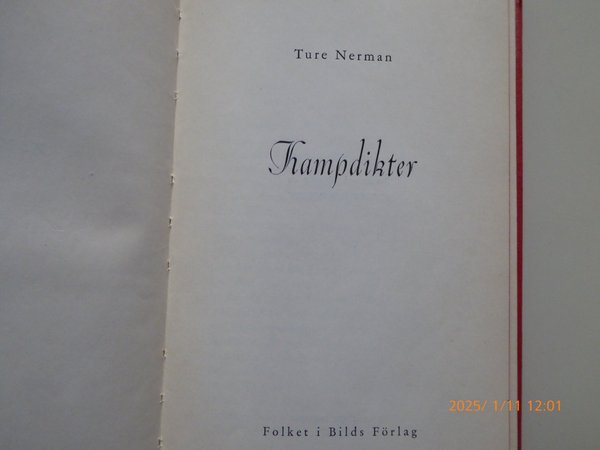 Ture Nerman
Kampdikter
2025/ 1/11 12:01
Folket i Bilds Förlag